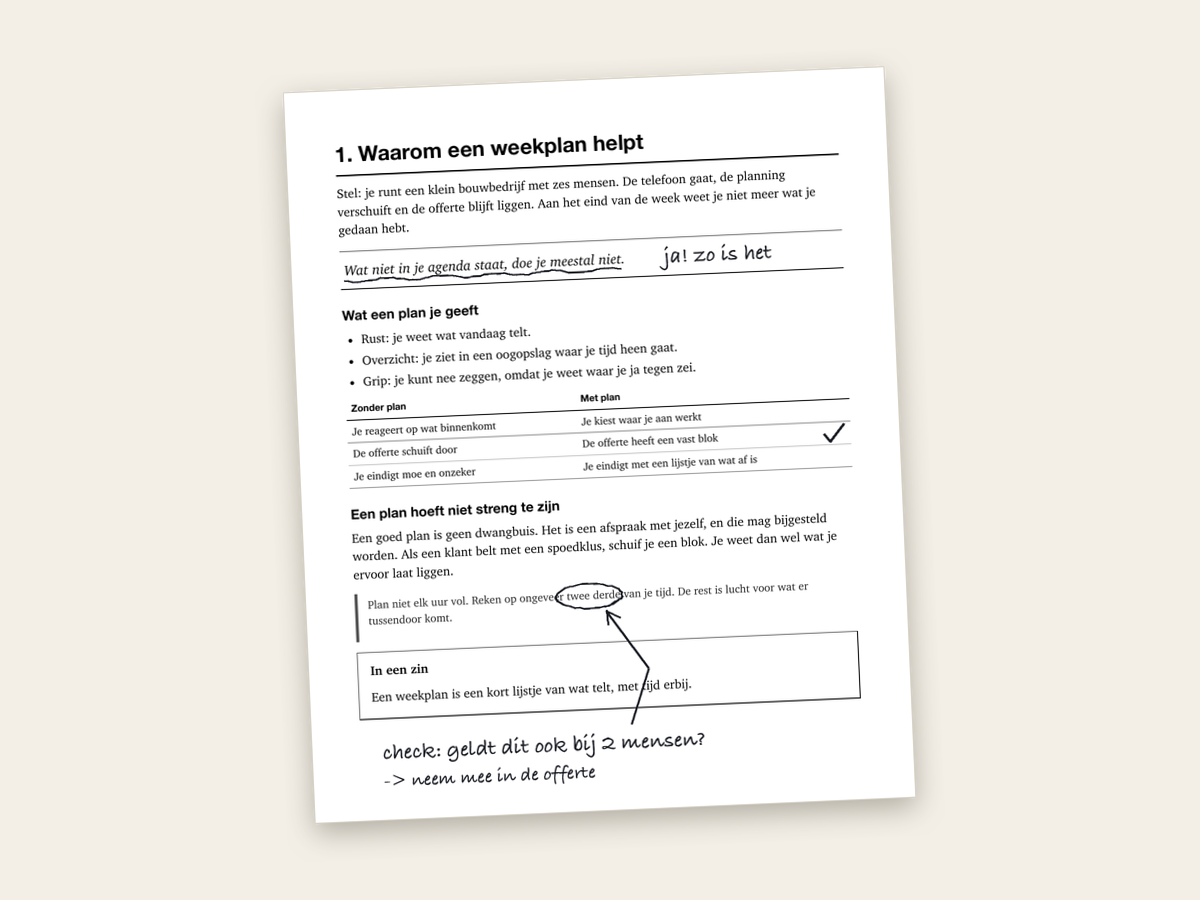 1. Waarom een weekplan helpt
Stel: je runt een klein bouwbedrijf met zes mensen. De telefoon gaat, de planning
verschuift en de offerte blijft liggen. Aan het eind van de week weet je niet meer wat je
gedaan hebt.
Wat niet in je agenda staat, doe je meestal niet. ja! zo is het
Wat een plan je geeft
• Rust: je weet wat vandaag telt.
• Overzicht: je ziet in een oogopslag waar je tijd heen gaat.
• Grip: je kunt nee zeggen, omdat je weet waar je ja tegen zei.
Zonder plan Met plan
Je reageert op wat binnenkomt Je kiest waar je aan werkt
De offerte schuift door De offerte heeft een vast blok ✓
Je eindigt moe en onzeker Je eindigt met een lijstje van wat af is
Een plan hoeft niet streng te zijn
Een goed plan is geen dwangbuis. Het is een afspraak met jezelf, en die mag bijgesteld
worden. Als een klant belt met een spoedklus, schuif je een blok. Je weet dan wel wat je
ervoor laat liggen.
Plan niet elk uur vol. Reken op ongeveer twee derde van je tijd. De rest is lucht voor wat er
tussendoor komt.
In een zin
Een weekplan is een kort lijstje van wat telt, met tijd erbij.
check: geldt dit ook bij 2 mensen?
-> neem mee in de offerte